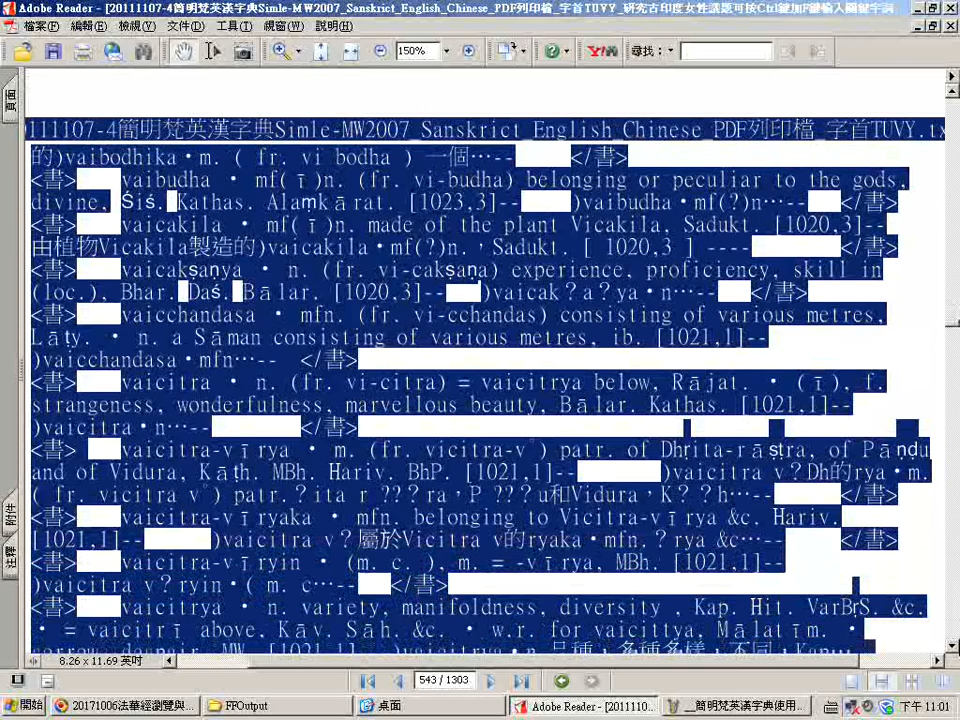 Adobe Reader - [20111107-4簡明梵英漢字典Simle-MW2007_Sanskrict_English_Chinese_PDF列印檔_字首TUVY_研究古印度女性議題可按Ctrl鍵加F鍵輸入關鍵字詞
檔案(F) 編輯(E) 檢視(V) 文件(D) 工具(T) 視窗(W) 說明(H)
150% Y! 尋找:
頁面
0111107-4簡明梵英漢字典Simle-MW2007_Sanskrict_English_Chinese_PDF列印檔_字首TUVY.tx
的)vaibodhika‧m. ( fr. vi bodha ) 一個…-- </書>
<書> vaibudha ‧ mf(ī)n. (fr. vi-budha) belonging or peculiar to the gods,
divine, Śiś. Kathas. Alaṃkārat. [1023,3]-- )vaibudha‧mf(?)n…-- </書>
<書> vaicakila ‧ mf(ī)n. made of the plant Vicakila, Sadukt. [1020,3]--
由植物Vicakila製造的)vaicakila‧mf(?)n.,Sadukt. [ 1020,3 ] ---- </書>
<書> vaicakṣaṇya ‧ n. (fr. vi-cakṣaṇa) experience, proficiency, skill in
(loc.), Bhar. Daś. Bālar. [1020,3]-- )vaicak?a?ya‧n…-- </書>
<書> vaicchandasa ‧ mfn. (fr. vi-cchandas) consisting of various metres,
Lāṭy. ‧ n. a Sāman consisting of various metres, ib. [1021,1]--
)vaicchandasa‧mfn…-- </書>
<書> vaicitra ‧ n. (fr. vi-citra) = vaicitrya below, Rājat. ‧ (ī), f.
strangeness, wonderfulness, marvellous beauty, Bālar. Kathas. [1021,1]--
)vaicitra‧n…-- </書>
<書> vaicitra-vīrya ‧ m. (fr. vicitra-v°) patr. of Dhṛita-rāṣṭra, of Pāṇḍu
and of Vidura, Kāṭh. MBh. Hariv. BhP. [1021,1]-- )vaicitra v?Dh的rya‧m.
( fr. vicitra v°) patr.?ita r ???ra,P ???u和Vidura,K??h…-- </書>
<書> vaicitra-vīryaka ‧ mfn. belonging to Vicitra-vīrya &c. Hariv.
[1021,1]-- )vaicitra v?屬於Vicitra v的ryaka‧mfn.?rya &c…-- </書>
<書> vaicitra-vīryin ‧ (m. c. ), m. = -vīrya, MBh. [1021,1]--
)vaicitra v?ryin‧( m. c…-- </書>
<書> vaicitrya ‧ n. variety, manifoldness, diversity , Kap. Hit. VarBrS. &c.
‧ = vaicitrī above, Kāv. Sāh. &c. ‧ w.r. for vaicittya, Mālatīm. ‧
附件
注釋
8.26 x 11.69 英吋
543 / 1303
開始 20171006法華經瀏覽與... FFOutput 桌面 Adobe Reader - [201110... __簡明梵英漢字典使用... 下午 11:01